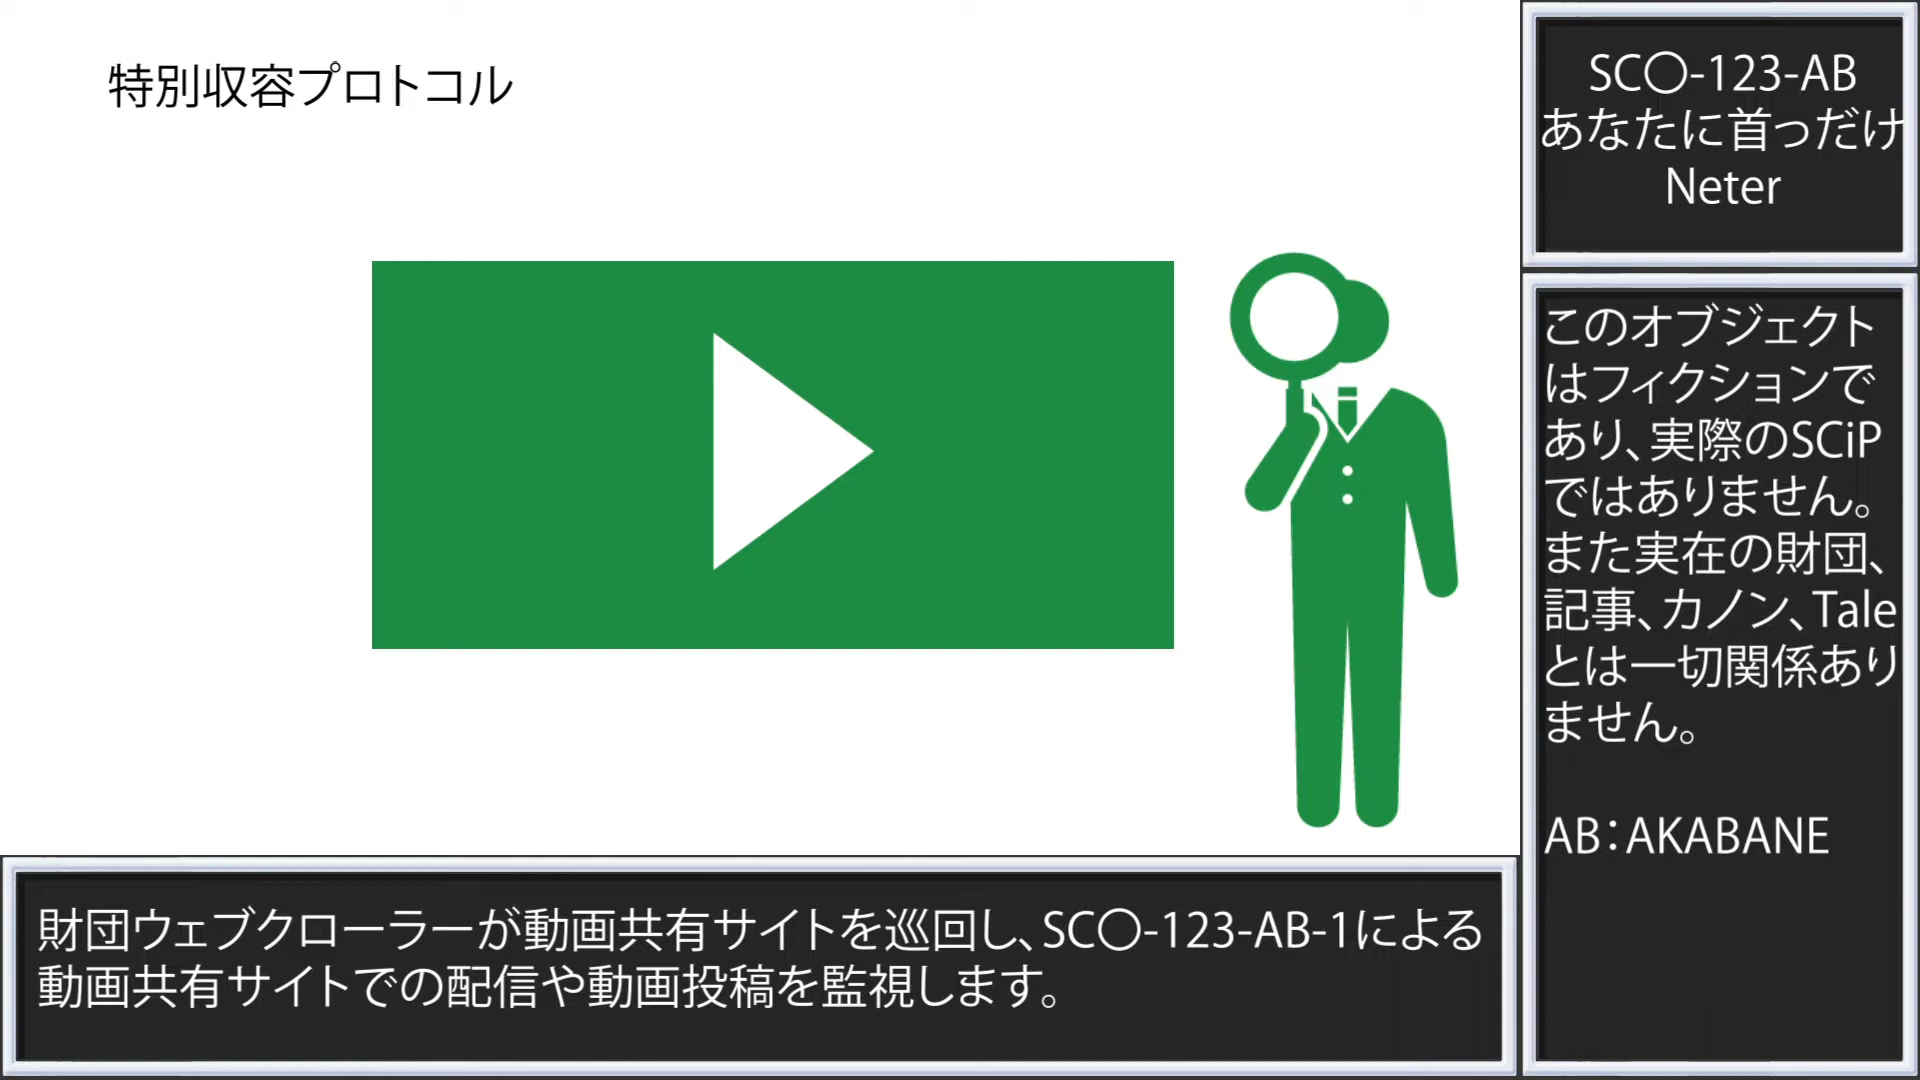 特別収容プロトコル
SC〇-123-AB
あなたに首っだけ
Neter
このオブジェクト
はフィクションで
あり、実際のSCiP
ではありません。
また実在の財団、
記事、カノン、Tale
とは一切関係あり
ません。
AB：AKABANE
財団ウェブクローラーが動画共有サイトを巡回し、SC〇-123-AB-1による
動画共有サイトでの配信や動画投稿を監視します。